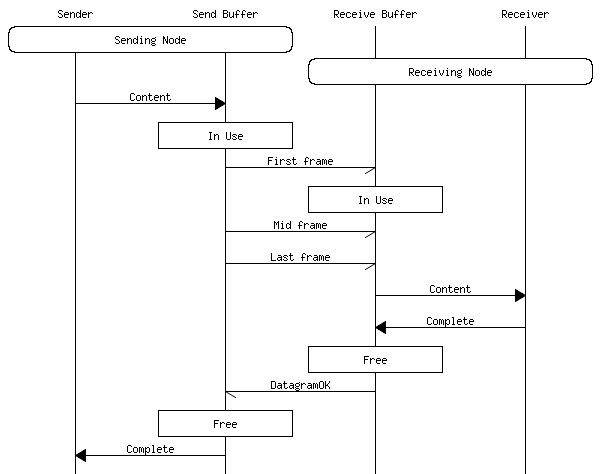 Sender Send Buffer Receive Buffer Receiver
Sending Node
Receiving Node
Content
In Use
First frame
In Use
Mid frame
Last frame
Content
Complete
Free
DatagramOK
Free
Complete